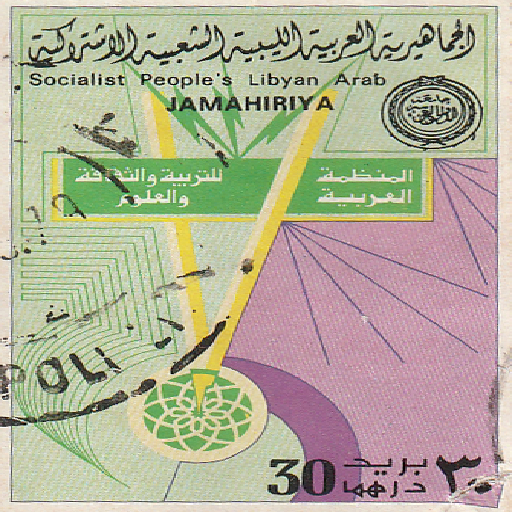 الجماهيرية العربية الليبية الشعبية الاشتراكية
Socialist People's Libyan Arab
JAMAHIRIYA
المنظمة للتربية والثقافة
العربية والعلوم
POLI
30 بريد ٣٠
درهما